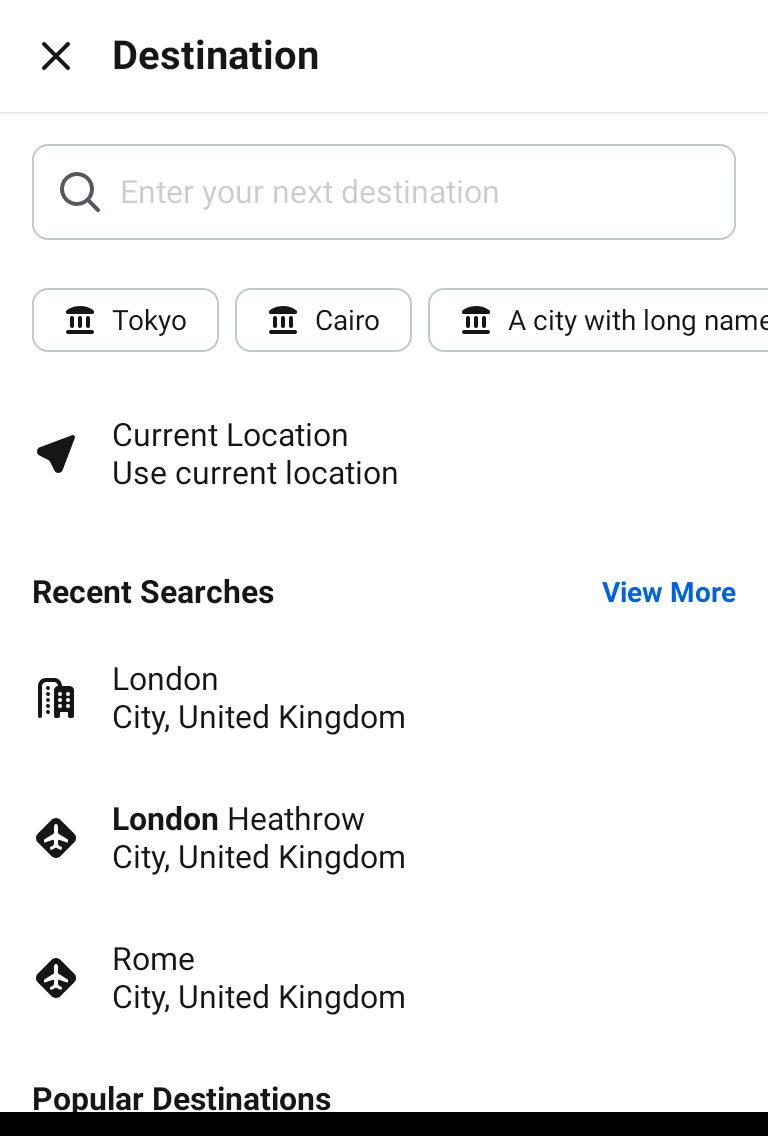 Destination
Enter your next destination
Tokyo
Cairo
A city with long name
Current Location
Use current location
Recent Searches
View More
London
City, United Kingdom
London Heathrow
City, United Kingdom
Rome
City, United Kingdom
Popular Destinations